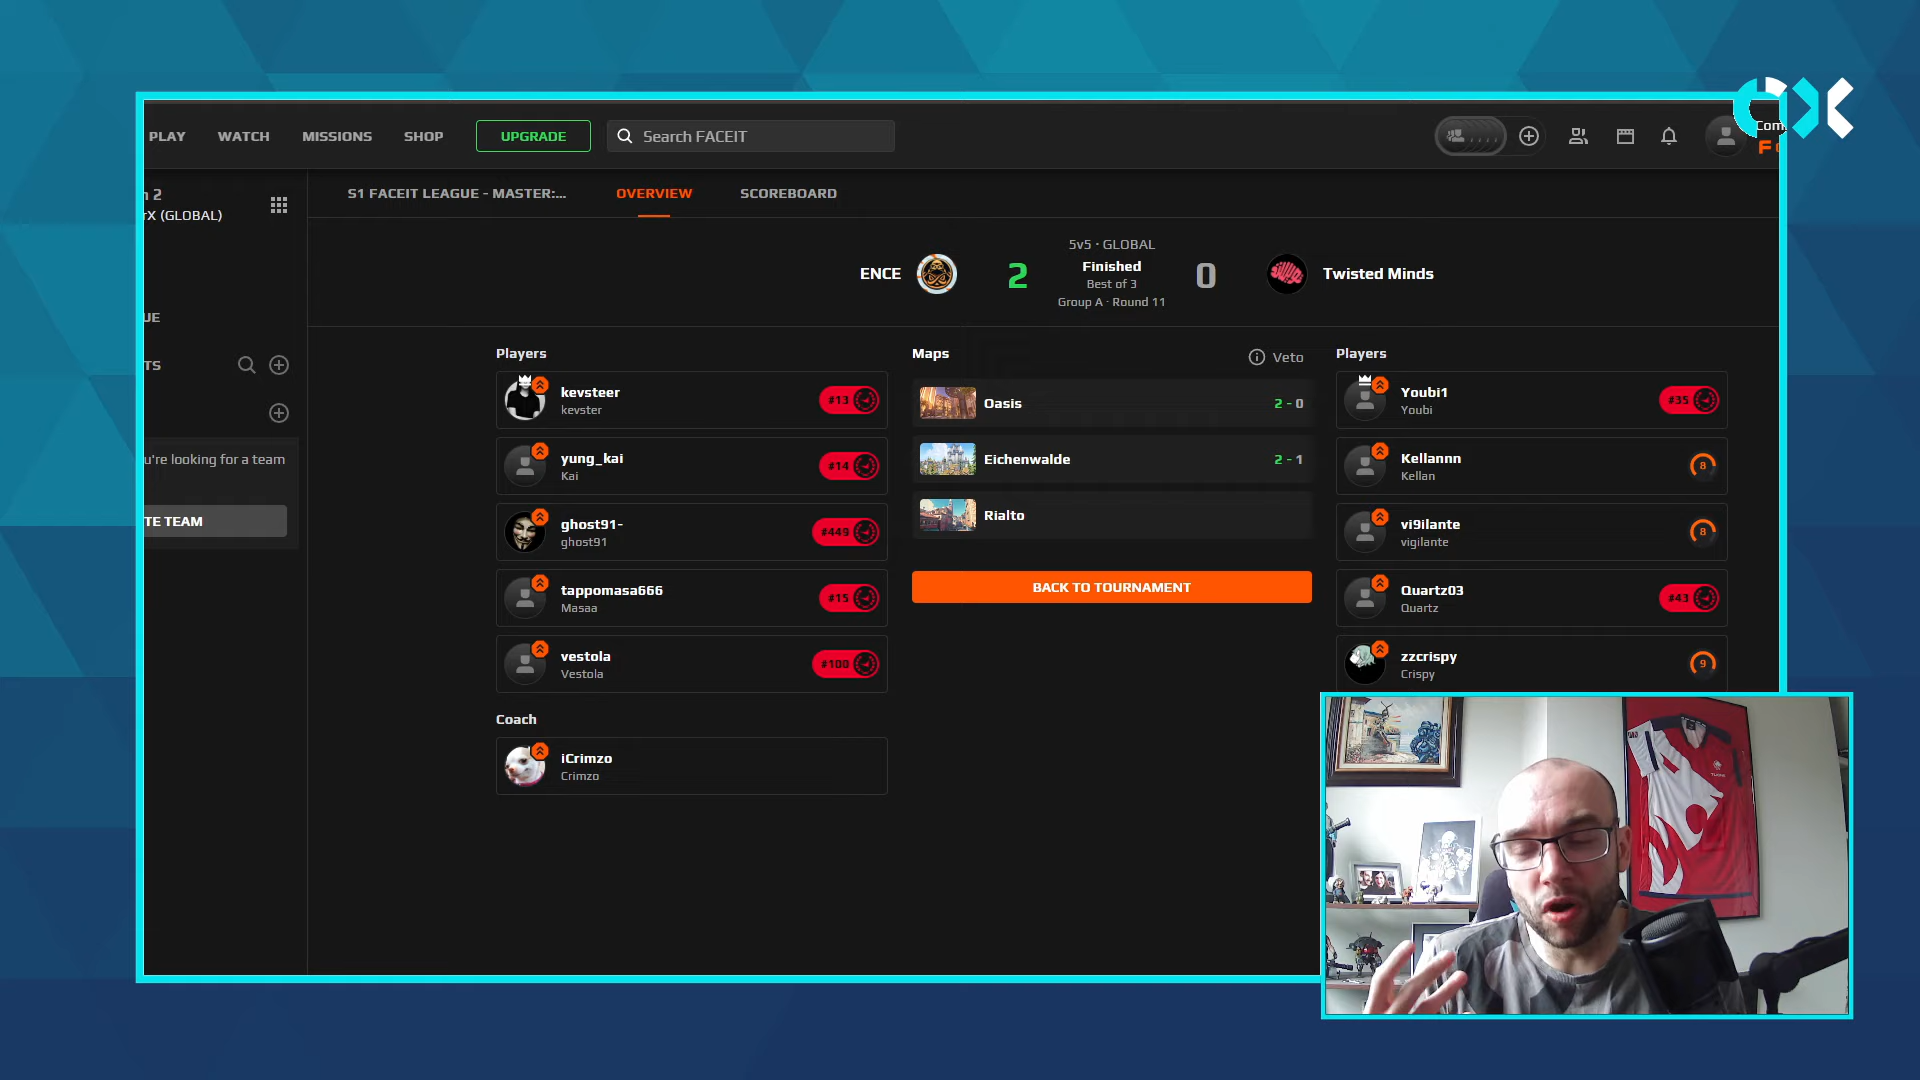 PLAY WATCH MISSIONS SHOP UPGRADE Search FACEIT
Com
n 2
rX (GLOBAL)
UE
TS
u're looking for a team
TE TEAM
S1 FACEIT LEAGUE - MASTER:... OVERVIEW SCOREBOARD
ENCE 2
5v5 · GLOBAL
Finished
Best of 3
Group A · Round 11
0 Twisted Minds
Players
kevsteer
kevster
#13
yung_kai
Kai
#14
ghost91-
ghost91
#449
tappomasa666
Masaa
#15
vestola
Vestola
#100
Coach
iCrimzo
Crimzo
Maps
Veto
Oasis 2 - 0
Eichenwalde 2 - 1
Rialto
BACK TO TOURNAMENT
Players
Youbi1
Youbi
#35
Kellannn
Kellan
8
vi9ilante
vigilante
8
Quartz03
Quartz
#43
zzcrispy
Crispy
9